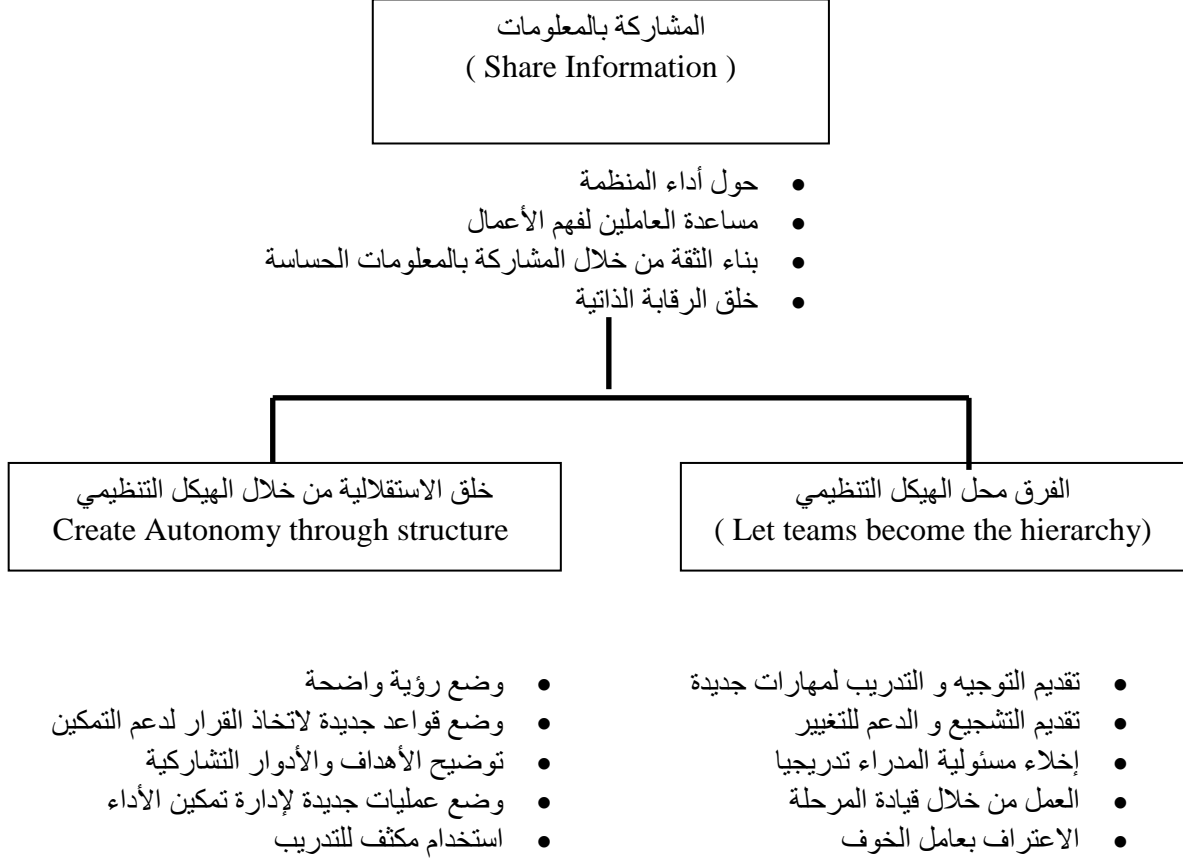 المشاركة بالمعلومات
( Share Information )
• حول أداء المنظمة
• مساعدة العاملين لفهم الأعمال
• بناء الثقة من خلال المشاركة بالمعلومات الحساسة
• خلق الرقابة الذاتية
الفرق محل الهيكل التنظيمي
( Let teams become the hierarchy)
خلق الاستقلالية من خلال الهيكل التنظيمي
Create Autonomy through structure
• تقديم التوجيه و التدريب لمهارات جديدة
• تقديم التشجيع و الدعم للتغيير
• إخلاء مسئولية المدراء تدريجيا
• العمل من خلال قيادة المرحلة
• الاعتراف بعامل الخوف
• وضع رؤية واضحة
• وضع قواعد جديدة لاتخاذ القرار لدعم التمكين
• توضيح الأهداف والأدوار التشاركية
• وضع عمليات جديدة لإدارة تمكين الأداء
• استخدام مكثف للتدريب